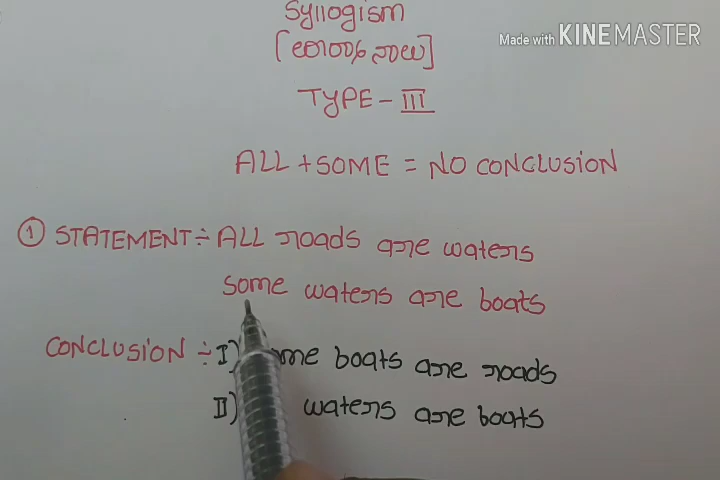 Syllogism
Made with KINEMASTER
TYPE - III
ALL + SOME = NO CONCLUSION
① STATEMENT ÷ ALL roads are waters
Some waters are boats
CONCLUSION ÷ I) boats are roads
II) waters are boats